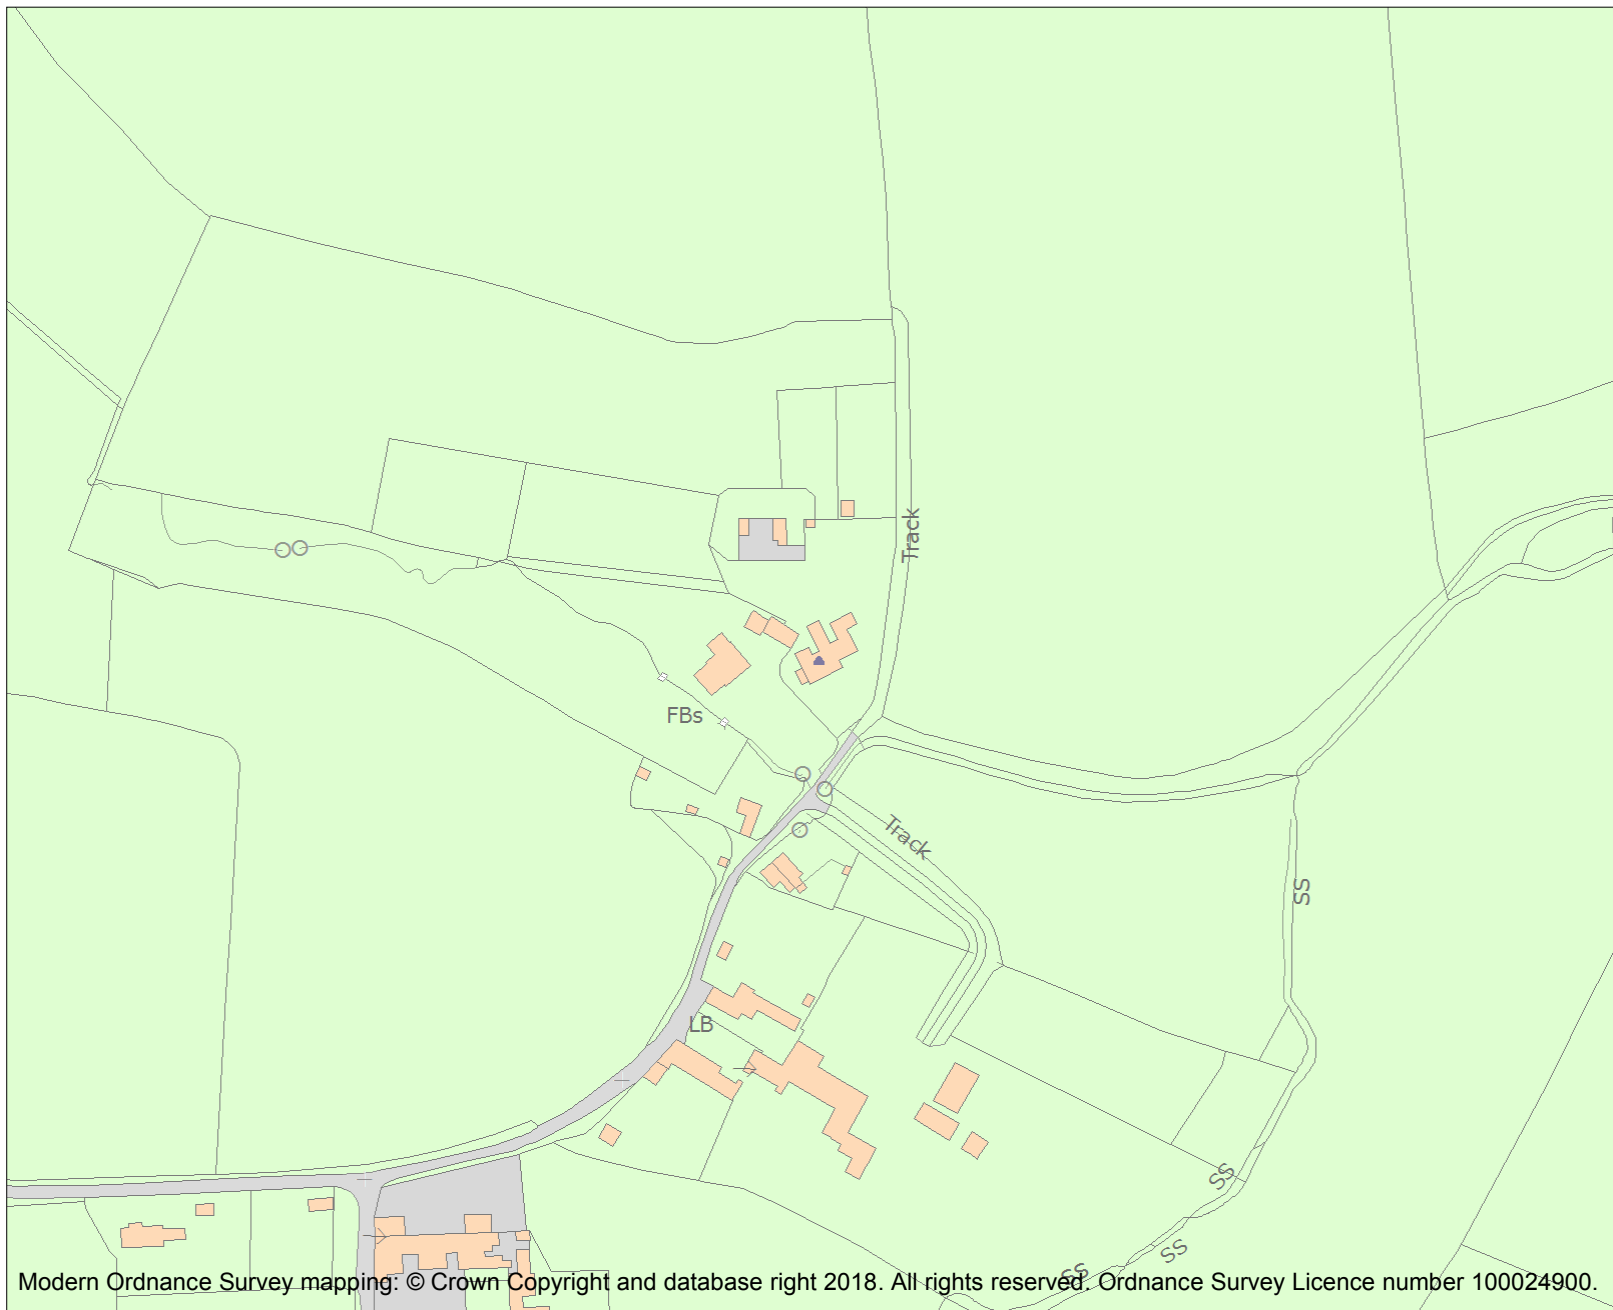 Track
FBs
Track
SS
LB
SS
SS
SS
Modern Ordnance Survey mapping: © Crown Copyright and database right 2018. All rights reserved. Ordnance Survey Licence number 100024900.